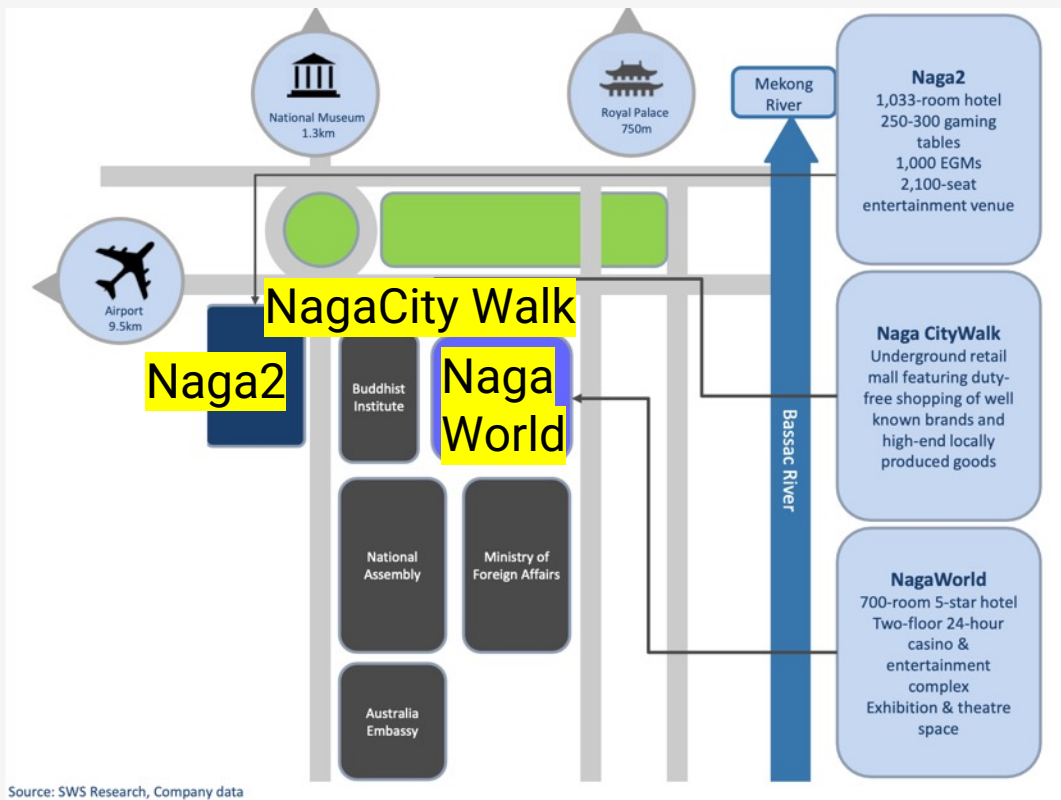 National Museum
1.3km
Royal Palace
750m
Mekong
River
Naga2
1,033-room hotel
250-300 gaming
tables
1,000 EGMs
2,100-seat
entertainment venue
Airport
9.5km
NagaCity Walk
Naga2
Buddhist
Institute
Naga
World
Naga CityWalk
Underground retail
mall featuring duty-
free shopping of well
known brands and
high-end locally
produced goods
Bassac River
National
Assembly
Ministry of
Foreign Affairs
NagaWorld
700-room 5-star hotel
Two-floor 24-hour
casino &
entertainment
complex
Exhibition & theatre
space
Australia
Embassy
Source: SWS Research, Company data